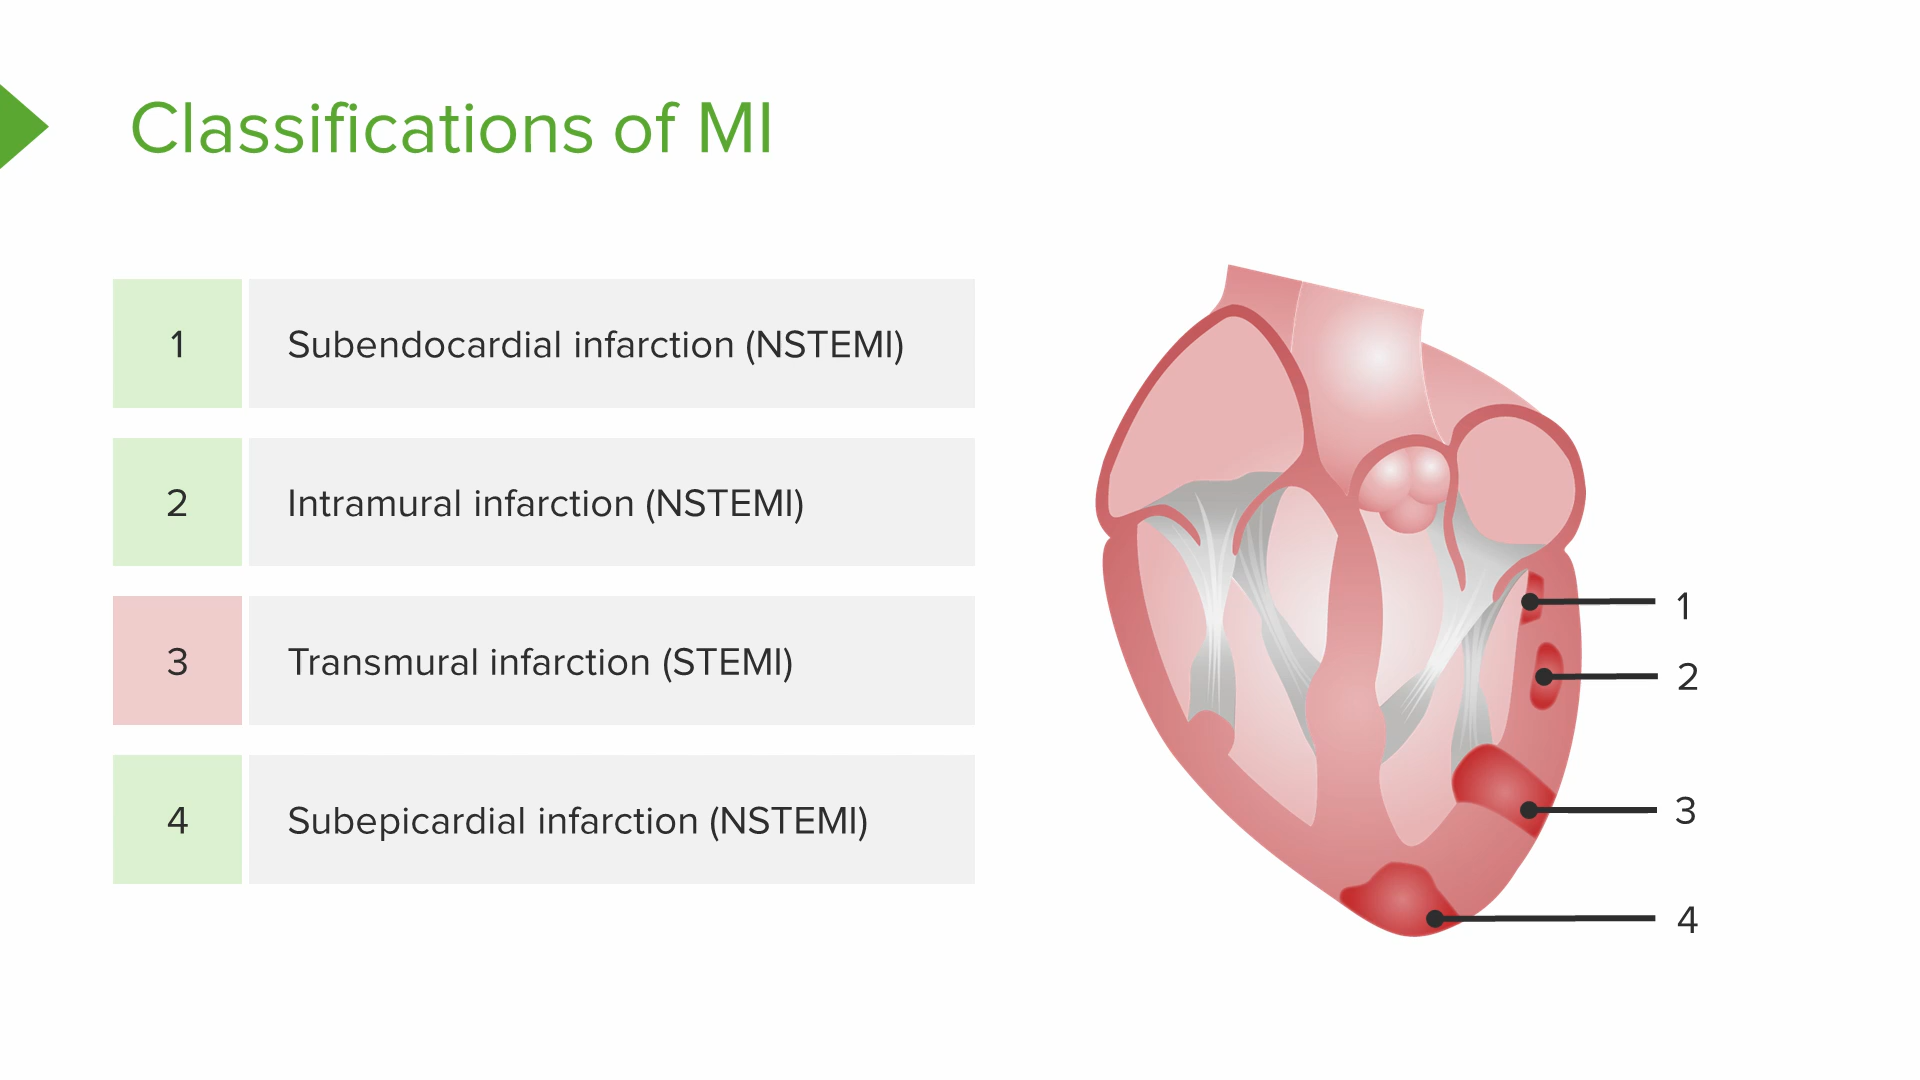 Classifications of MI
1 Subendocardial infarction (NSTEMI)
2 Intramural infarction (NSTEMI)
3 Transmural infarction (STEMI)
4 Subepicardial infarction (NSTEMI)
1
2
3
4